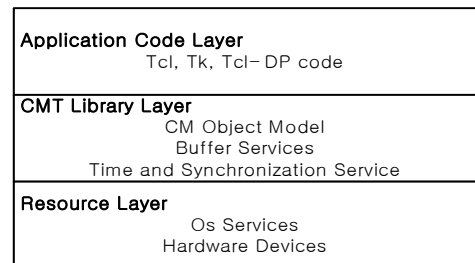 Application Code Layer
Tcl, Tk, Tcl-DP code
CMT Library Layer
CM Object Model
Buffer Services
Time and Synchronization Service
Resource Layer
Os Services
Hardware Devices